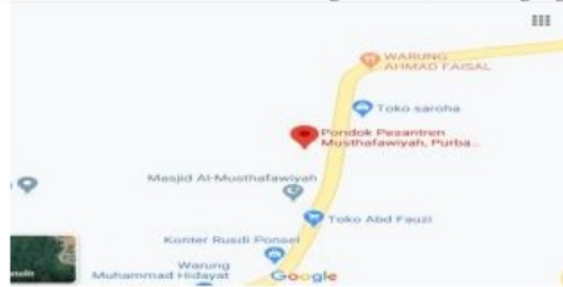 WARUNG
AHMAD FAISAL
Toko saroha
Pondok Pesantren
Musthafawiyah, Purba...
Masjid Al-Musthafawiyah
Toko Abd Fauzi
Konter Rusdi Ponsel
Warung
Muhammad Hidayat
Google